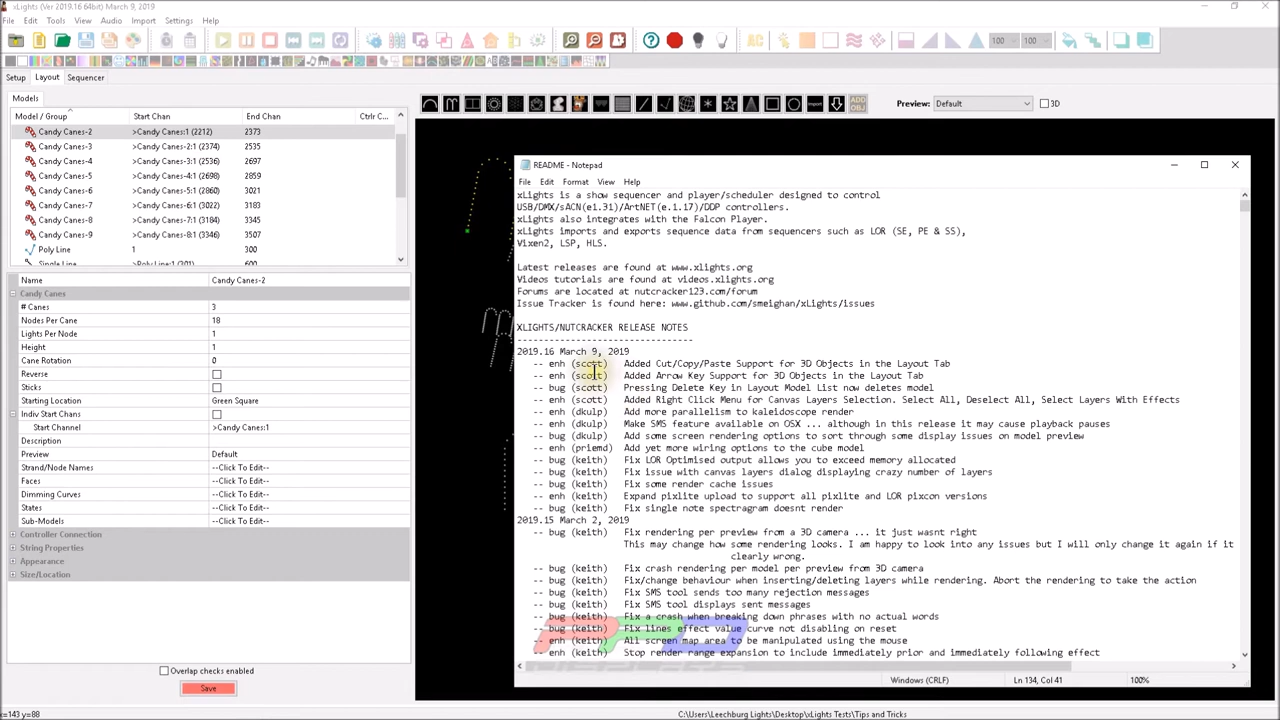 xLights (Ver 2019.16 64bit) March 9, 2019
File Edit Tools View Audio Import Settings Help
100 100
Setup Layout Sequencer
Models
Model / Group Start Chan End Chan Ctrlr C...
Candy Canes-2 >Candy Canes:1 (2212) 2373
Candy Canes-3 >Candy Canes-2:1 (2374) 2535
Candy Canes-4 >Candy Canes-3:1 (2536) 2697
Candy Canes-5 >Candy Canes-4:1 (2698) 2859
Candy Canes-6 >Candy Canes-5:1 (2860) 3021
Candy Canes-7 >Candy Canes-6:1 (3022) 3183
Candy Canes-8 >Candy Canes-7:1 (3184) 3345
Candy Canes-9 >Candy Canes-8:1 (3346) 3507
Poly Line 1 300
Single Line >Poly Line:1 (301) 600
Name Candy Canes-2
Candy Canes
# Canes 3
Nodes Per Cane 18
Lights Per Node 1
Height 1
Cane Rotation 0
Reverse
Sticks
Starting Location Green Square
Indiv Start Chans
Start Channel >Candy Canes:1
Description
Preview Default
Strand/Node Names --Click To Edit--
Faces --Click To Edit--
Dimming Curves --Click To Edit--
States --Click To Edit--
Sub-Models --Click To Edit--
Controller Connection
String Properties
Appearance
Size/Location
Overlap checks enabled
Save
import ADD OBJ Preview: Default 3D
README - Notepad
File Edit Format View Help
xLights is a show sequencer and player/scheduler designed to control
USB/DMX/sACN(e1.31)/ArtNET(e.1.17)/DDP controllers.
xLights also integrates with the Falcon Player.
xLights imports and exports sequence data from sequencers such as LOR (SE, PE & SS),
Vixen2, LSP, HLS.
Latest releases are found at www.xlights.org
Videos tutorials are found at videos.xlights.org
Forums are located at nutcracker123.com/forum
Issue Tracker is found here: www.github.com/smeighan/xLights/issues
XLIGHTS/NUTCRACKER RELEASE NOTES
---------------------------------
2019.16 March 9, 2019
-- enh (scott) Added Cut/Copy/Paste Support for 3D Objects in the Layout Tab
-- enh (scott) Added Arrow Key Support for 3D Objects in the Layout Tab
-- bug (scott) Pressing Delete Key in Layout Model List now deletes model
-- enh (scott) Added Right Click Menu for Canvas Layers Selection. Select All, Deselect All, Select Layers With Effects
-- enh (dkulp) Add more parallelism to kaleidoscope render
-- enh (dkulp) Make SMS feature available on OSX ... although in this release it may cause playback pauses
-- bug (dkulp) Add some screen rendering options to sort through some display issues on model preview
-- enh (priemd) Add yet more wiring options to the cube model
-- bug (keith) Fix LOR Optimised output allows you to exceed memory allocated
-- bug (keith) Fix issue with canvas layers dialog displaying crazy number of layers
-- bug (keith) Fix some render cache issues
-- enh (keith) Expand pixlite upload to support all pixlite and LOR pixcon versions
-- bug (keith) Fix single note spectragram doesnt render
2019.15 March 2, 2019
-- bug (keith) Fix rendering per preview from a 3D camera ... it just wasnt right
This may change how some rendering looks. I am happy to look into any issues but I will only change it again if it
clearly wrong.
-- bug (keith) Fix crash rendering per model per preview from 3D camera
-- bug (keith) Fix/change behaviour when inserting/deleting layers while rendering. Abort the rendering to take the action
-- bug (keith) Fix SMS tool sends too many rejection messages
-- bug (keith) Fix SMS tool displays sent messages
-- bug (keith) Fix a crash when breaking down phrases with no actual words
-- bug (keith) Fix lines effect value curve not disabling on reset
-- enh (keith) All screen map area to be manipulated using the mouse
-- enh (keith) Stop render range expansion to include immediately prior and immediately following effect
Windows (CRLF) Ln 134, Col 41 100%
x=143 y=88 C:\Users\Leechburg Lights\Desktop\xLights Tests\Tips and Tricks